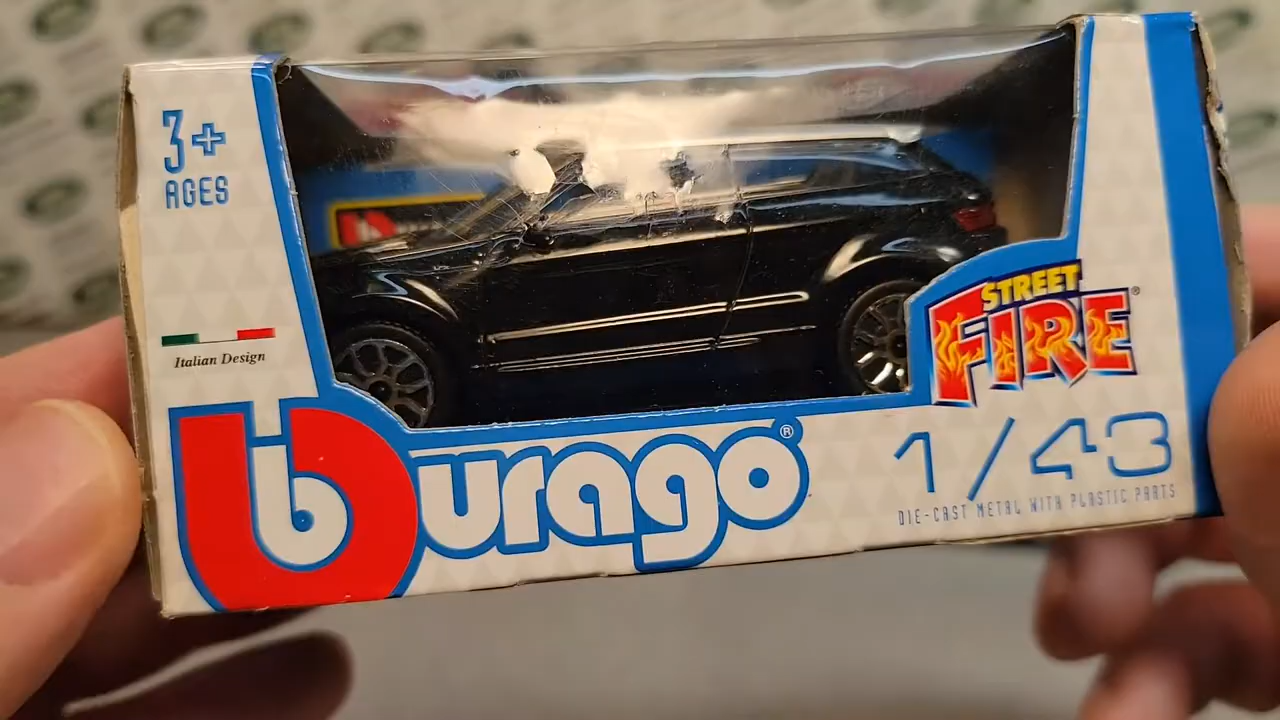 3+
AGES
Italian Design
STREET
FIRE®
burago®
1/43
DIE-CAST METAL WITH PLASTIC PARTS